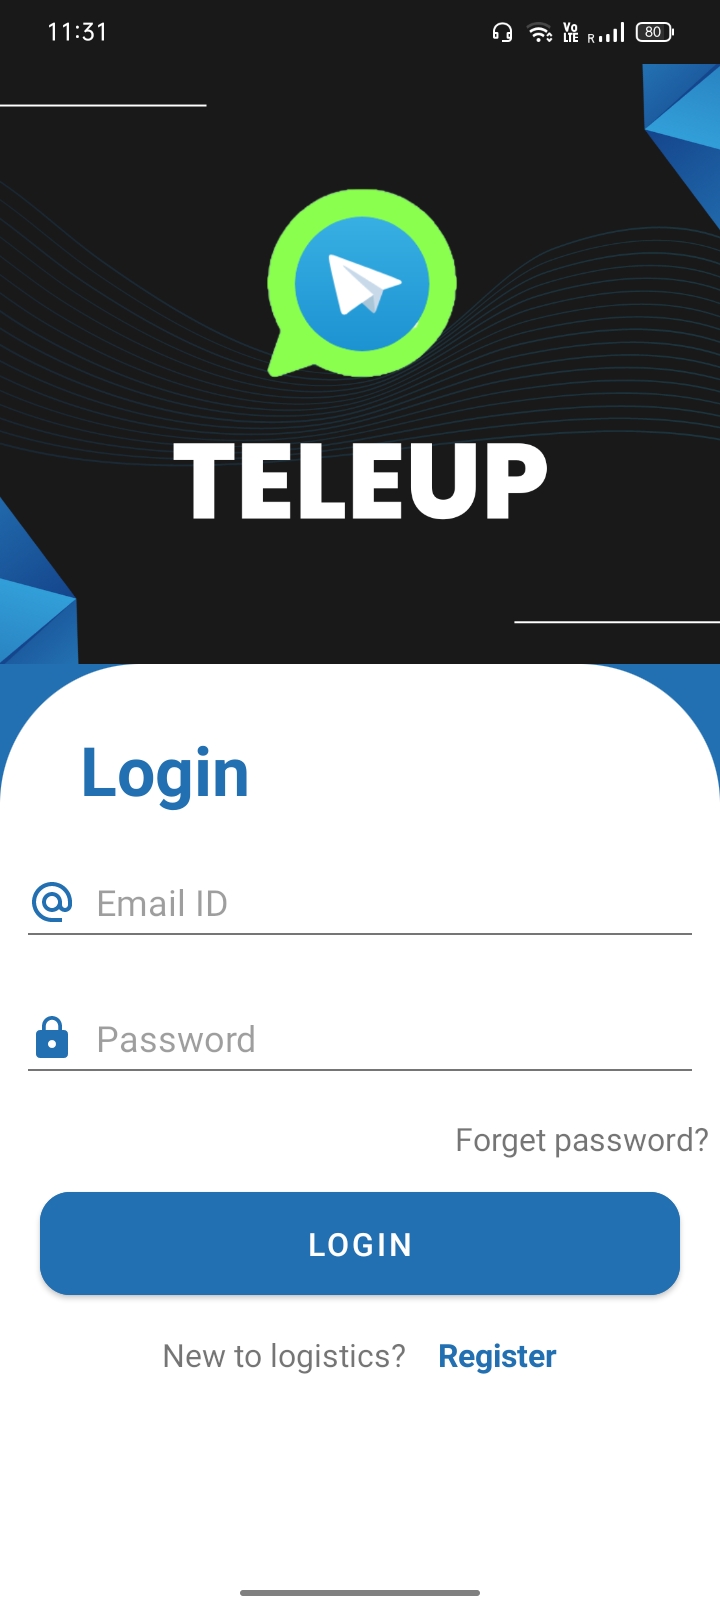 11:31
Vo LTE R 80
TELEUP
Login
Email ID
Password
Forget password?
LOGIN
New to logistics? Register